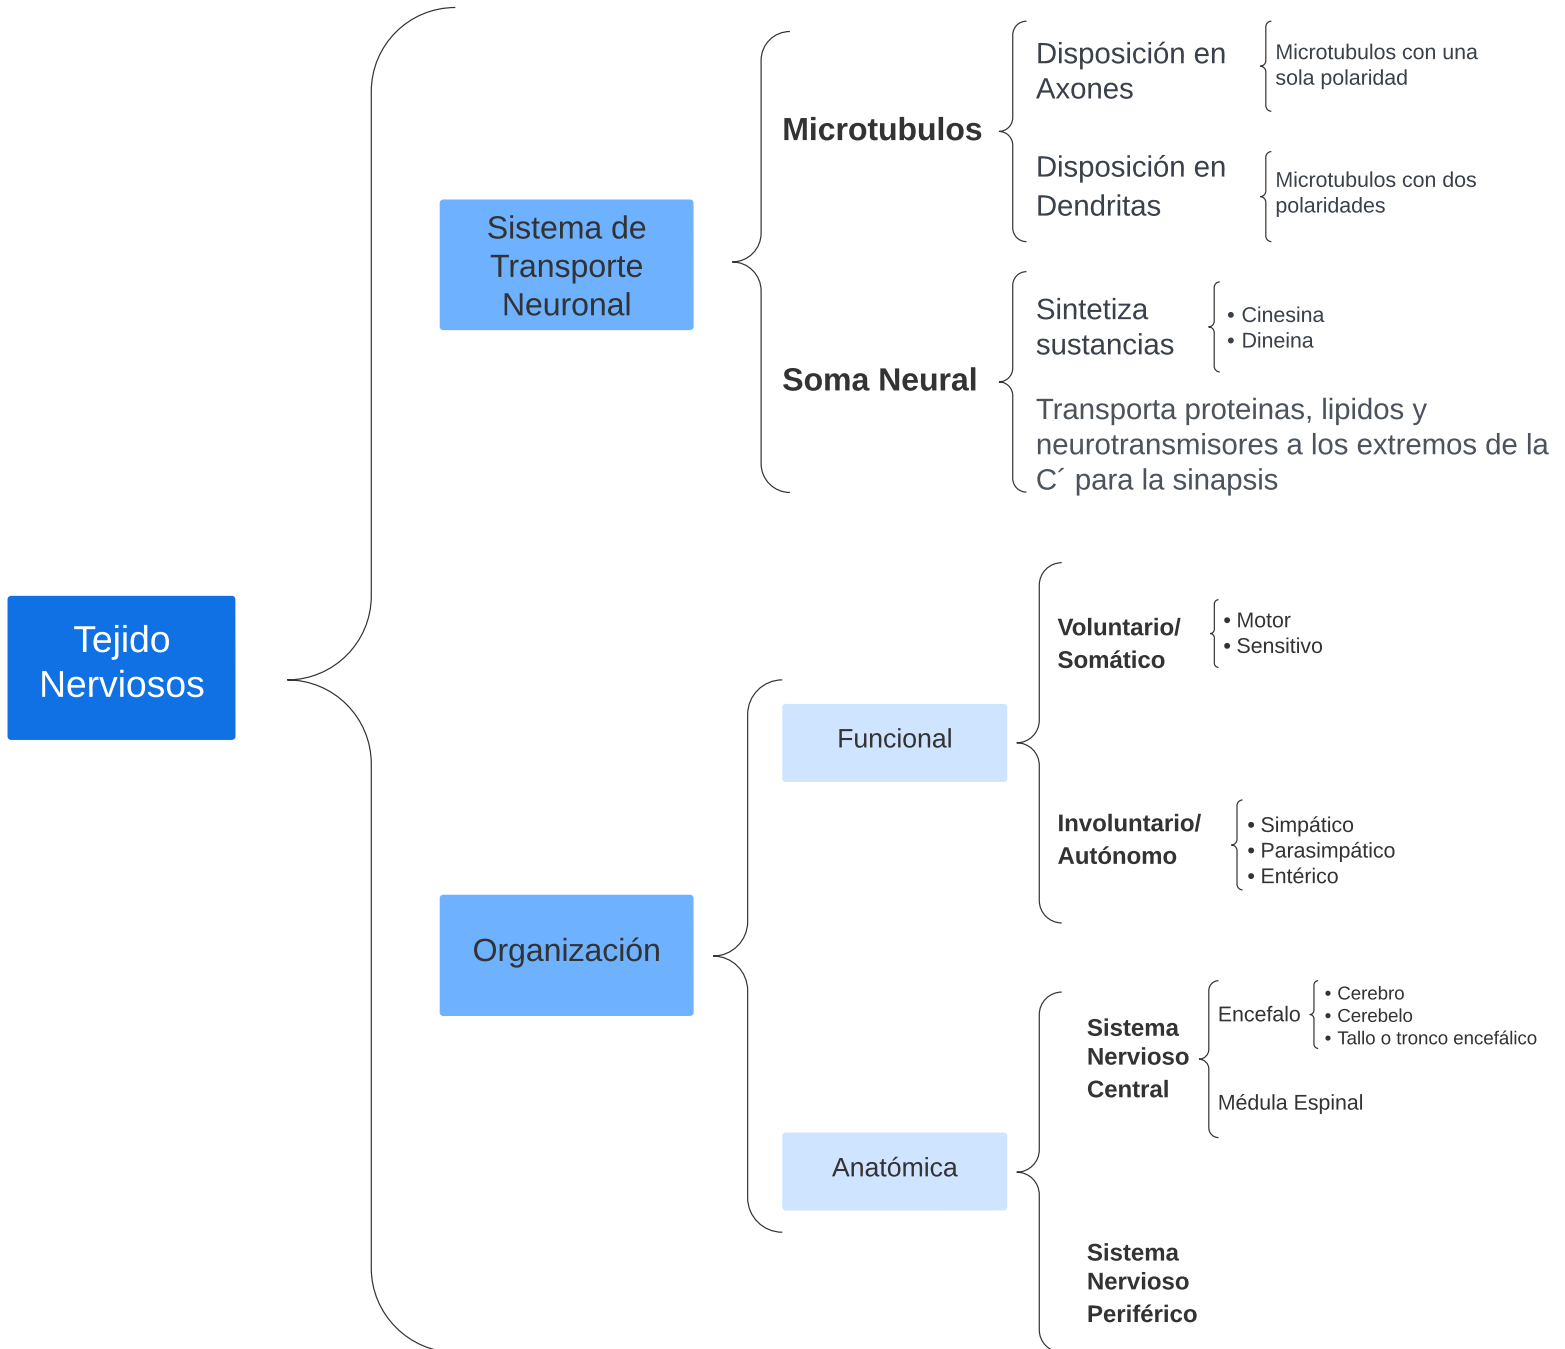 Tejido
Nerviosos
Sistema de
Transporte
Neuronal
Microtubulos
Disposición en
Axones
Microtubulos con una
sola polaridad
Disposición en
Dendritas
Microtubulos con dos
polaridades
Soma Neural
Sintetiza
sustancias
• Cinesina
• Dineina
Transporta proteinas, lipidos y
neurotransmisores a los extremos de la
C´ para la sinapsis
Organización
Funcional
Voluntario/
Somático
• Motor
• Sensitivo
Involuntario/
Autónomo
• Simpático
• Parasimpático
• Entérico
Anatómica
Sistema
Nervioso
Central
Encefalo
• Cerebro
• Cerebelo
• Tallo o tronco encefálico
Médula Espinal
Sistema
Nervioso
Periférico